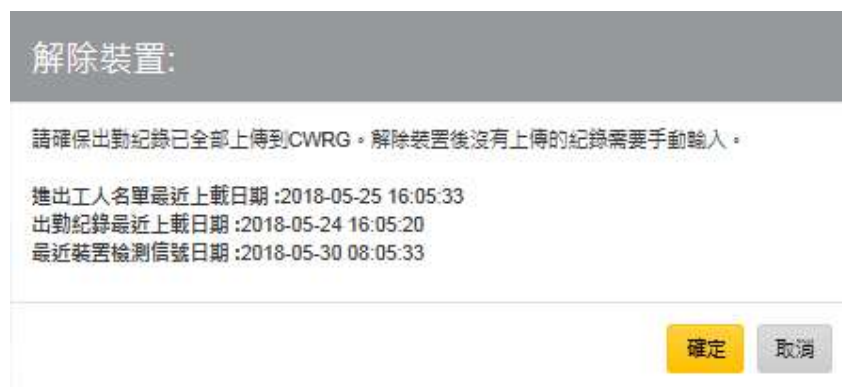 解除裝置:
請確保出勤紀錄已全部上傳到CWRG。解除裝置後沒有上傳的紀錄需要手動輸入。
進出工人名單最近上載日期 :2018-05-25 16:05:33
出勤紀錄最近上載日期 :2018-05-24 16:05:20
最近裝置檢測信號日期 :2018-05-30 08:05:33
確定 取消